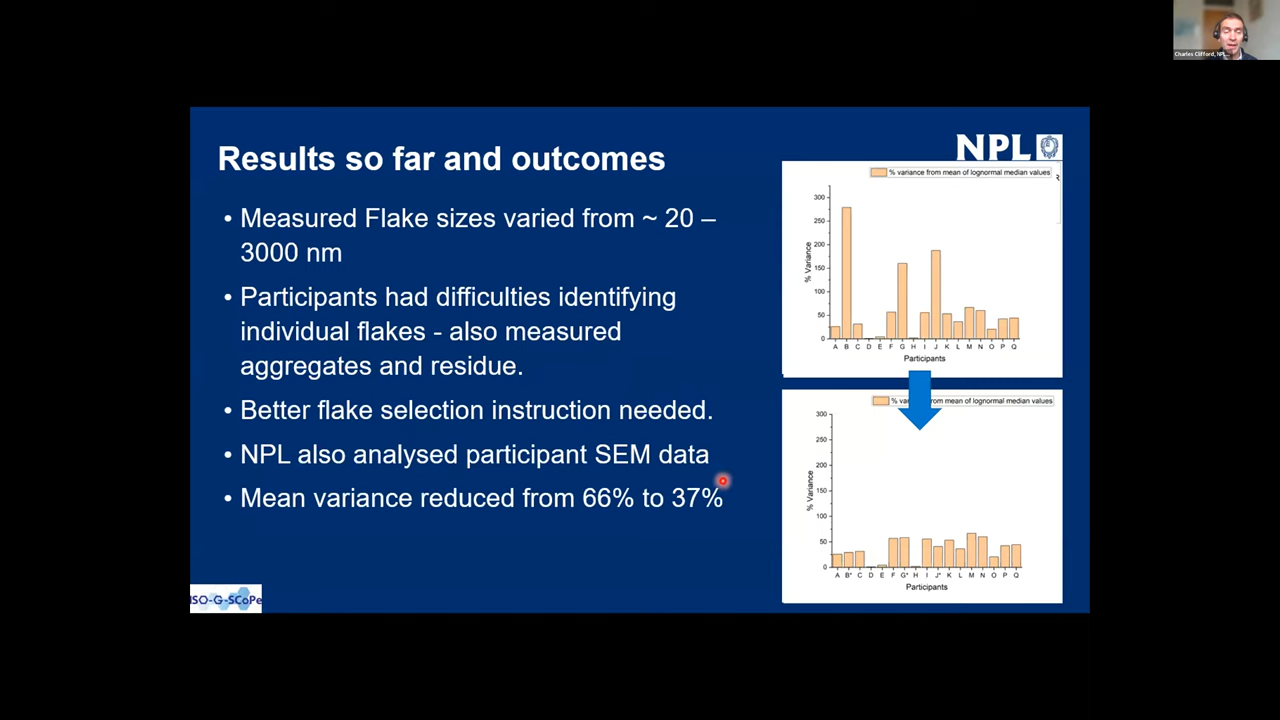 Charles Clifford, NPL...
Results so far and outcomes
NPL
• Measured Flake sizes varied from ~ 20 –
3000 nm
• Participants had difficulties identifying
individual flakes - also measured
aggregates and residue.
• Better flake selection instruction needed.
• NPL also analysed participant SEM data
• Mean variance reduced from 66% to 37%
ISO-G-SCoPe
% variance from mean of lognormal median values
R
300
250
200
150
100
50
0
% Variance
A B C D E F G H I J K L M N O P Q
Participants
% va from mean of lognormal median values
300
250
200
150
100
50
0
% Variance
A B* C D E F G* H I J* K L M N O P Q
Participants